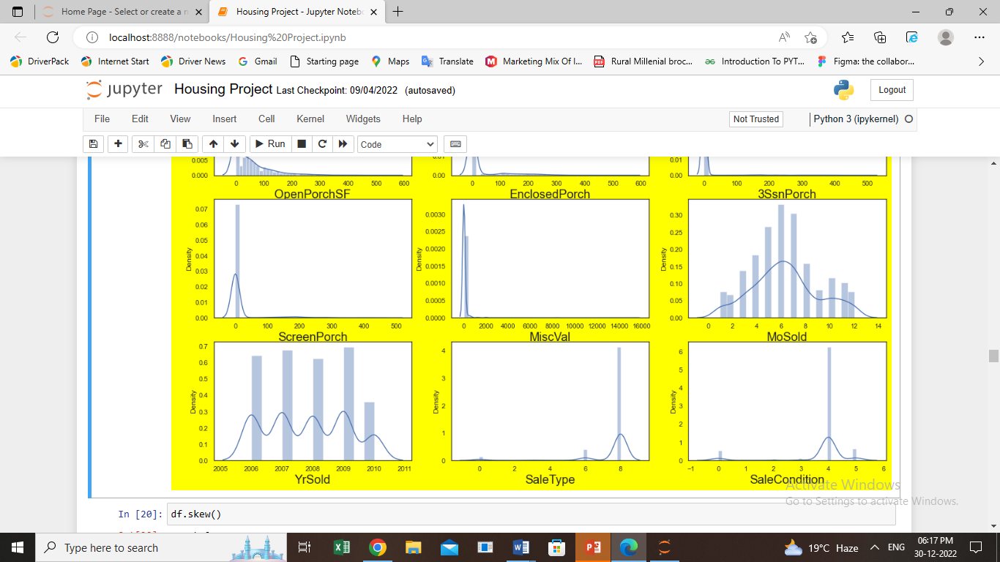 Home Page - Select or create a n
Housing Project - Jupyter Noteb
localhost:8888/notebooks/Housing%20Project.ipynb
DriverPack Internet Start Driver News Gmail Starting page Maps Translate Marketing Mix Of I... Rural Millenial broc... Introduction To PYT... Figma: the collabor...
jupyter Housing Project Last Checkpoint: 09/04/2022 (autosaved) Logout
File Edit View Insert Cell Kernel Widgets Help Not Trusted Python 3 (ipykernel)
Run Code
0.005
0.000
0 100 200 300 400 500 600
OpenPorchSF
0.00
0 100 200 300 400 500 600
EnclosedPorch
0.01
0.00
0 100 200 300 400 500
3SsnPorch
0.07
0.06
0.05
0.04
0.03
0.02
0.01
0.00
Density
0 100 200 300 400 500
ScreenPorch
0.0030
0.0025
0.0020
0.0015
0.0010
0.0005
0.0000
Density
0 2000 4000 6000 8000 10000 12000 14000 16000
MiscVal
0.30
0.25
0.20
0.15
0.10
0.05
0.00
Density
0 2 4 6 8 10 12 14
MoSold
0.7
0.6
0.5
0.4
0.3
0.2
0.1
0.0
Density
2005 2006 2007 2008 2009 2010 2011
YrSold
4
3
2
1
0
Density
0 2 4 6 8
SaleType
6
5
4
3
2
1
0
Density
−1 0 1 2 3 4 5 6
SaleCondition
Activate Windows
Go to Settings to activate Windows.
In [20]: df.skew()
Type here to search
19°C Haze ENG 06:17 PM
30-12-2022